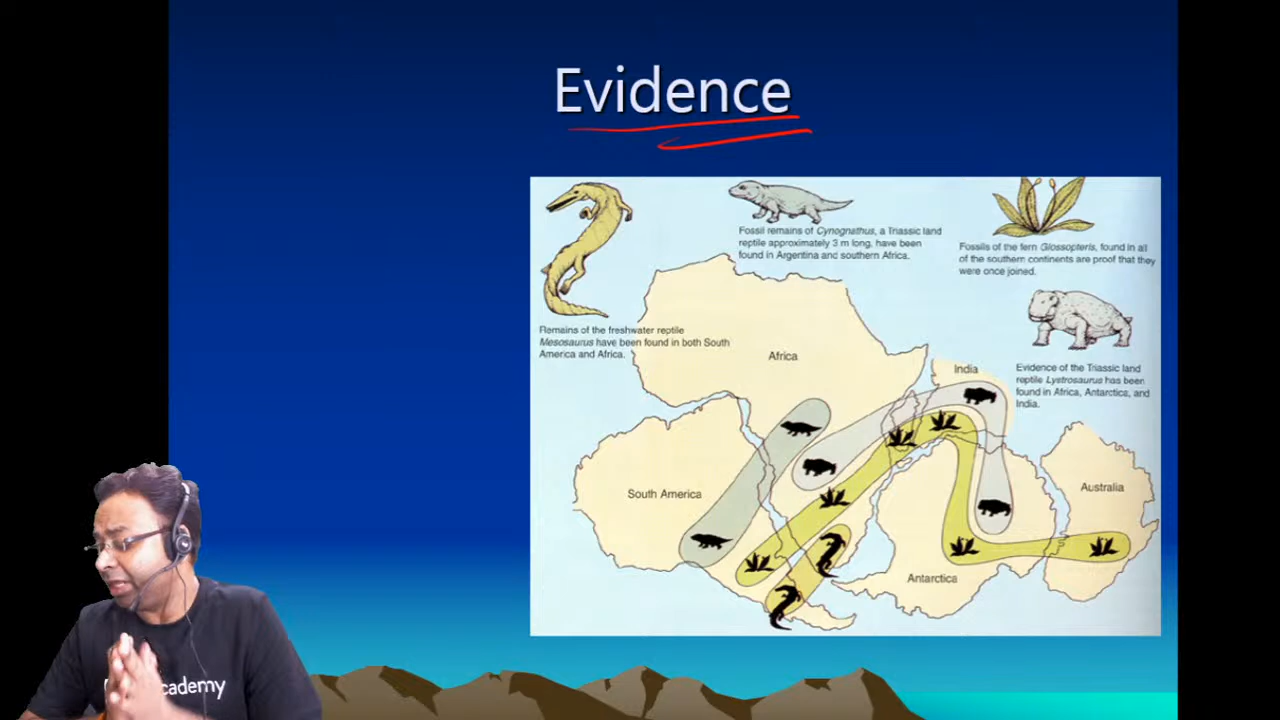 Evidence
Fossil remains of Cynognathus, a Triassic land
reptile approximately 3 m long, have been
found in Argentina and southern Africa.
Fossils of the fern Glossopteris, found in all
of the southern continents are proof that they
were once joined.
Remains of the freshwater reptile
Mesosaurus have been found in both South
America and Africa.
Africa
India
Evidence of the Triassic land
reptile Lystrosaurus has been
found in Africa, Antarctica, and
India.
South America
Australia
Antarctica